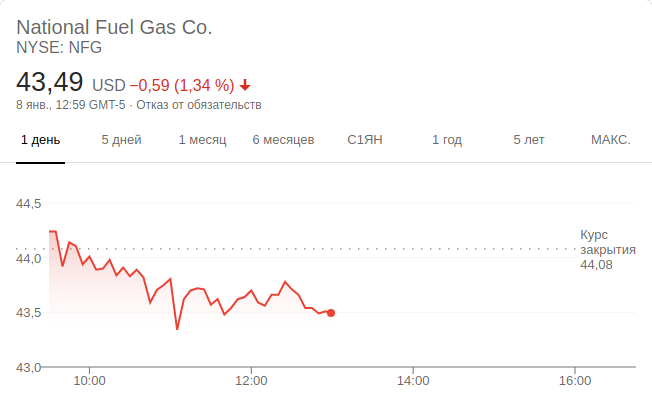 National Fuel Gas Co.
NYSE: NFG
43,49 USD −0,59 (1,34 %)
8 янв., 12:59 GMT-5 · Отказ от обязательств
1 день 5 дней 1 месяц 6 месяцев С1ЯН 1 год 5 лет МАКС.
44,5
Курс
закрытия
44,08
44,0
43,5
43,0
10:00 12:00 14:00 16:00